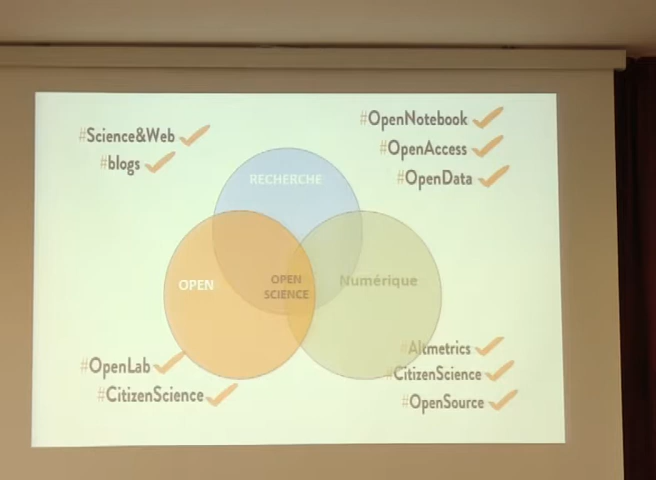 #Science&Web
#blogs
#OpenNotebook
#OpenAccess
#OpenData
RECHERCHE
OPEN
OPEN
SCIENCE
Numérique
#OpenLab
#CitizenScience
#Altmetrics
#CitizenScience
#OpenSource